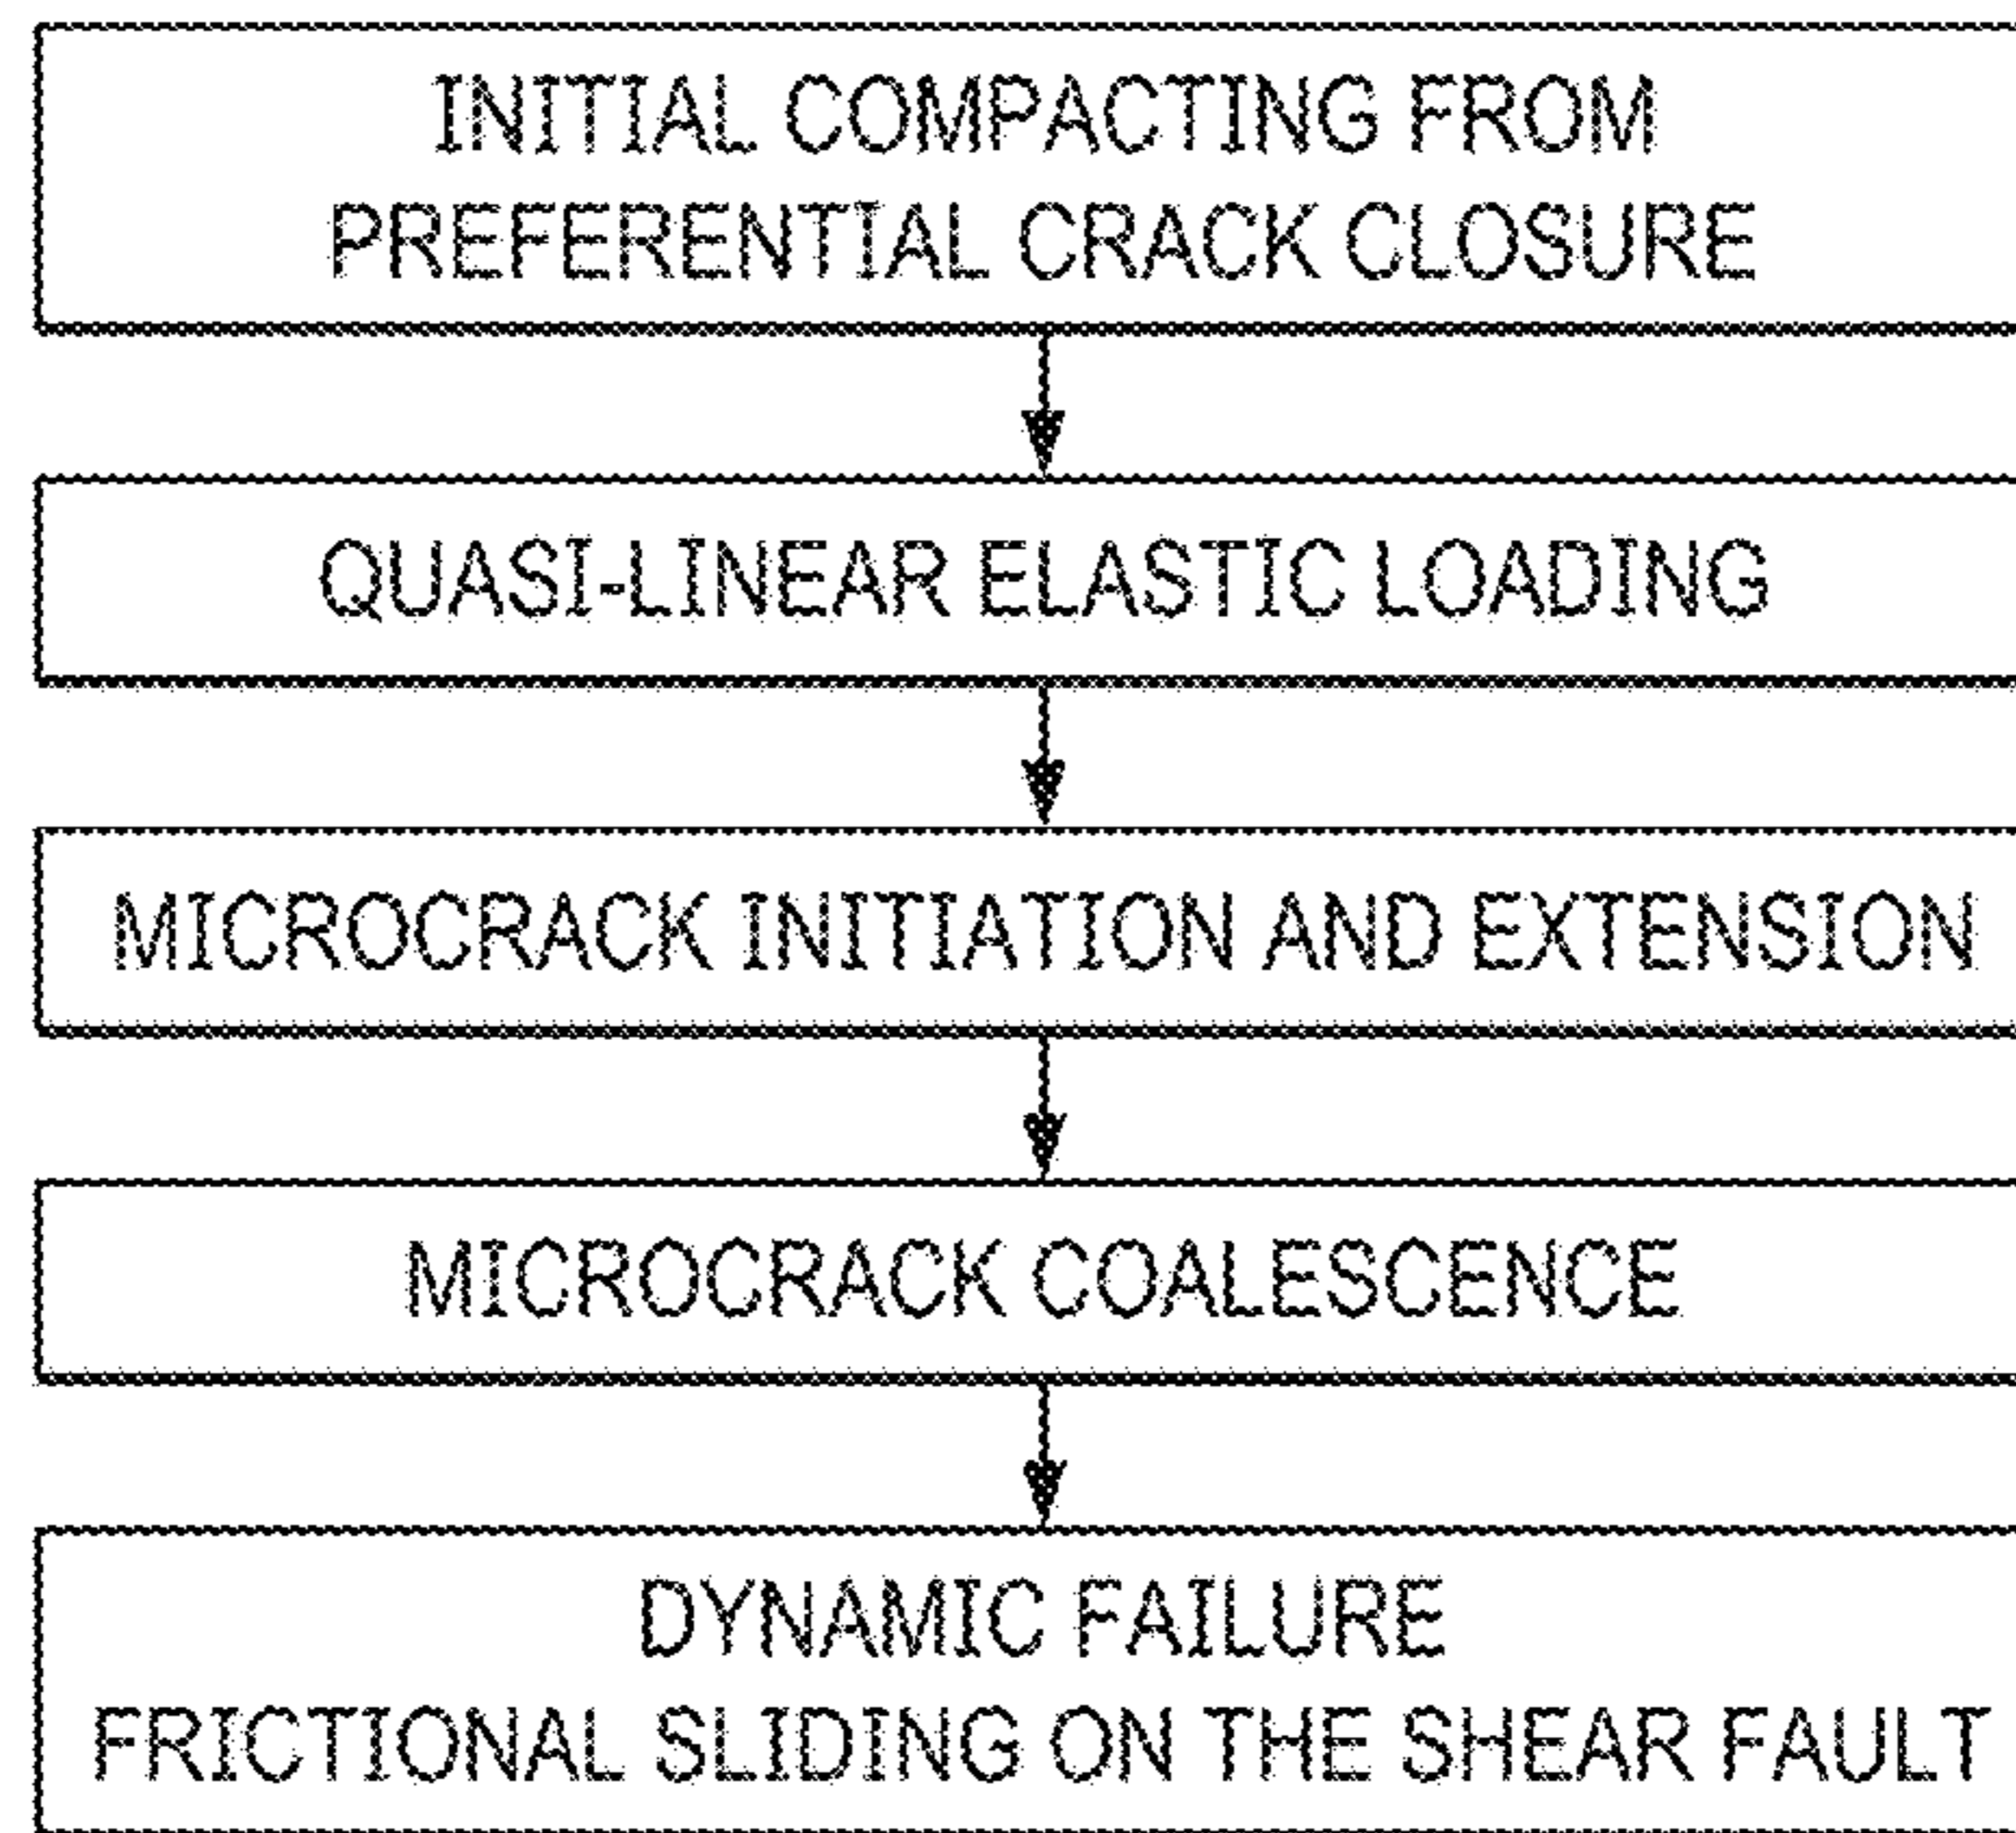 INITIAL COMPACTING FROM
PREFERENTIAL CRACK CLOSURE
QUASI-LINEAR ELASTIC LOADING
MICROCRACK INITIATION AND EXTENSION
MICROCRACK COALESCENCE
DYNAMIC FAILURE
FRICTIONAL SLIDING ON THE SHEAR FAULT